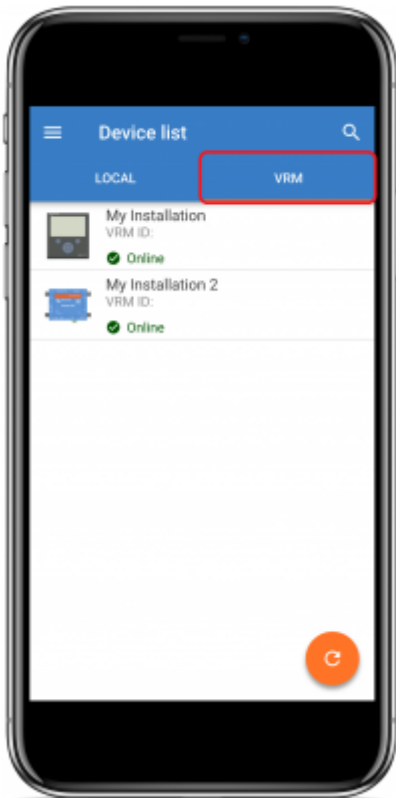 Device list
LOCAL
VRM
My Installation
VRM ID:
Online
My Installation 2
VRM ID:
Online